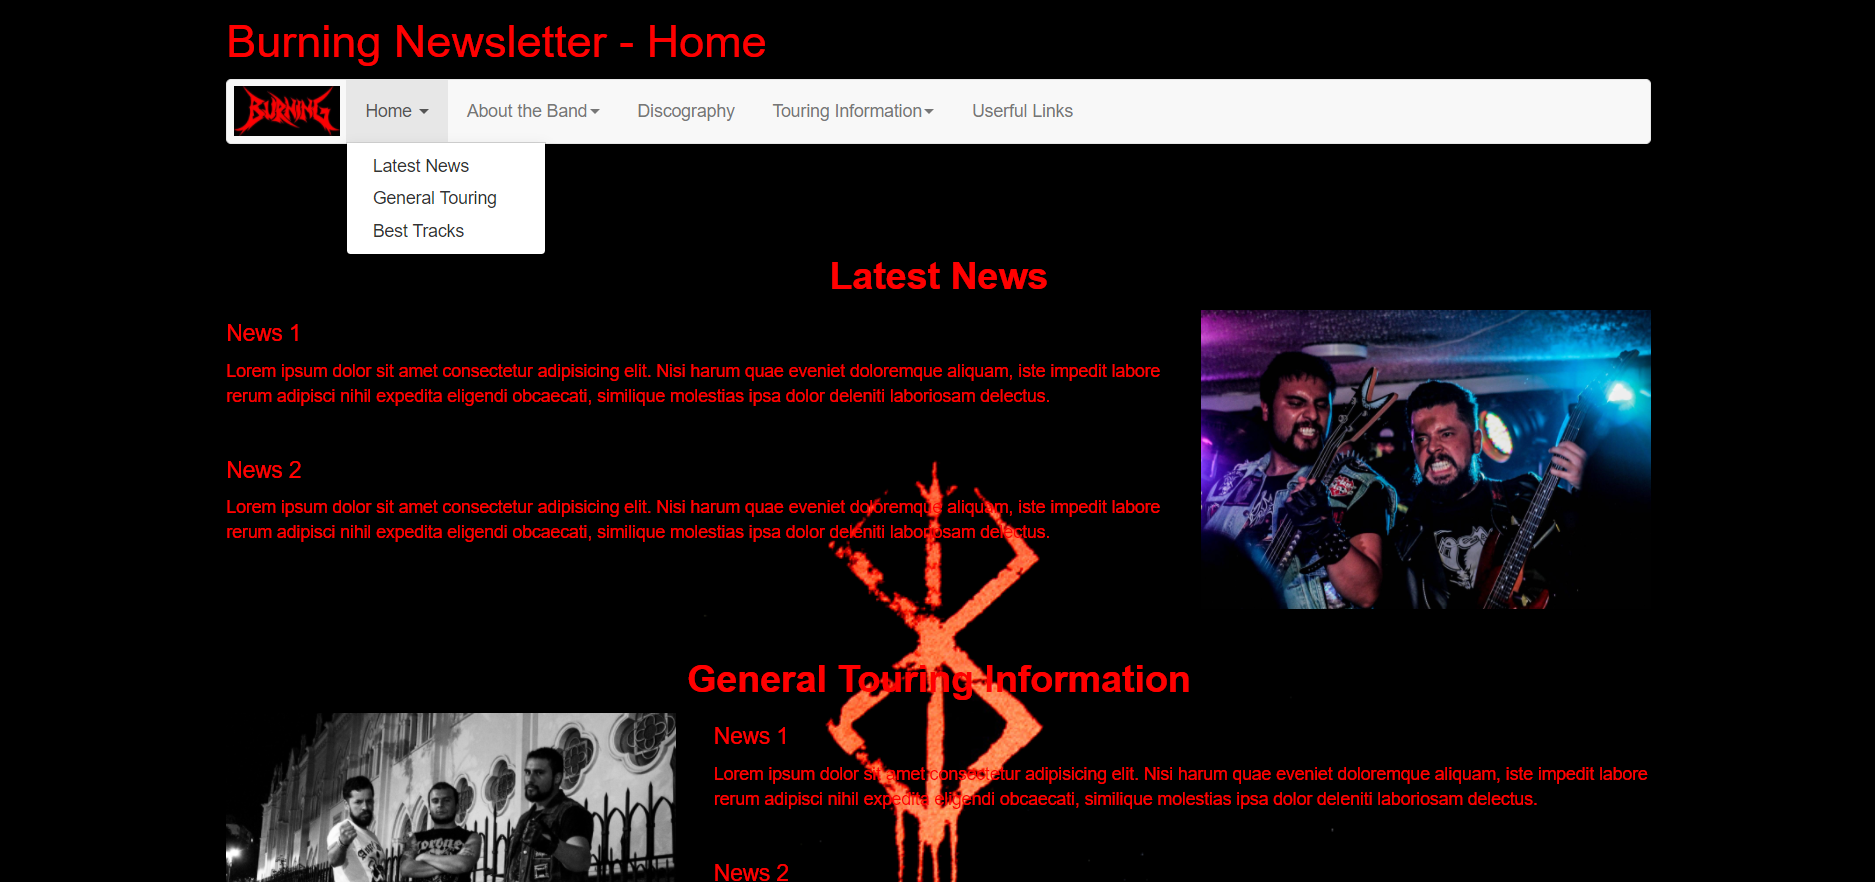 Burning Newsletter - Home
BURNING
Home
About the Band
Discography
Touring Information
Userful Links
Latest News
General Touring
Best Tracks
Latest News
News 1
Lorem ipsum dolor sit amet consectetur adipisicing elit. Nisi harum quae eveniet doloremque aliquam, iste impedit labore
rerum adipisci nihil expedita eligendi obcaecati, similique molestias ipsa dolor deleniti laboriosam delectus.
News 2
Lorem ipsum dolor sit amet consectetur adipisicing elit. Nisi harum quae eveniet doloremque aliquam, iste impedit labore
rerum adipisci nihil expedita eligendi obcaecati, similique molestias ipsa dolor deleniti laboriosam delectus.
General Touring Information
News 1
Lorem ipsum dolor sit amet consectetur adipisicing elit. Nisi harum quae eveniet doloremque aliquam, iste impedit labore
rerum adipisci nihil expedita eligendi obcaecati, similique molestias ipsa dolor deleniti laboriosam delectus.
News 2